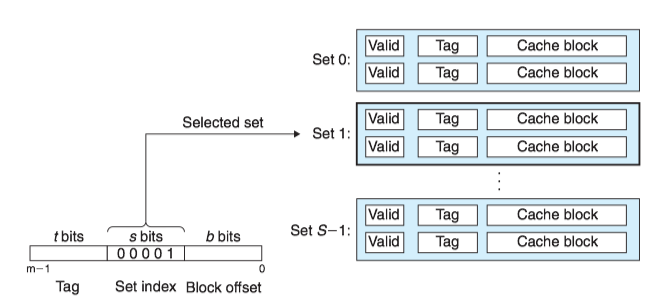 Set 0:
Valid Tag Cache block
Valid Tag Cache block
Selected set
Set 1:
Valid Tag Cache block
Valid Tag Cache block
⋮
Set S−1:
Valid Tag Cache block
Valid Tag Cache block
t bits s bits b bits
0 0 0 0 1
m−1 0
Tag Set index Block offset